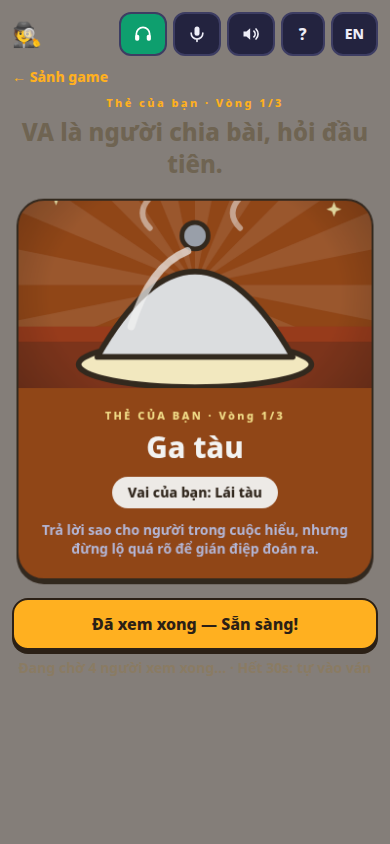 ?
EN
← Sảnh game
Thẻ của bạn · Vòng 1/3
VA là người chia bài, hỏi đầu
tiên.
THẺ CỦA BẠN · Vòng 1/3
Ga tàu
Vai của bạn: Lái tàu
Trả lời sao cho người trong cuộc hiểu, nhưng
đừng lộ quá rõ để gián điệp đoán ra.
Đã xem xong — Sẵn sàng!